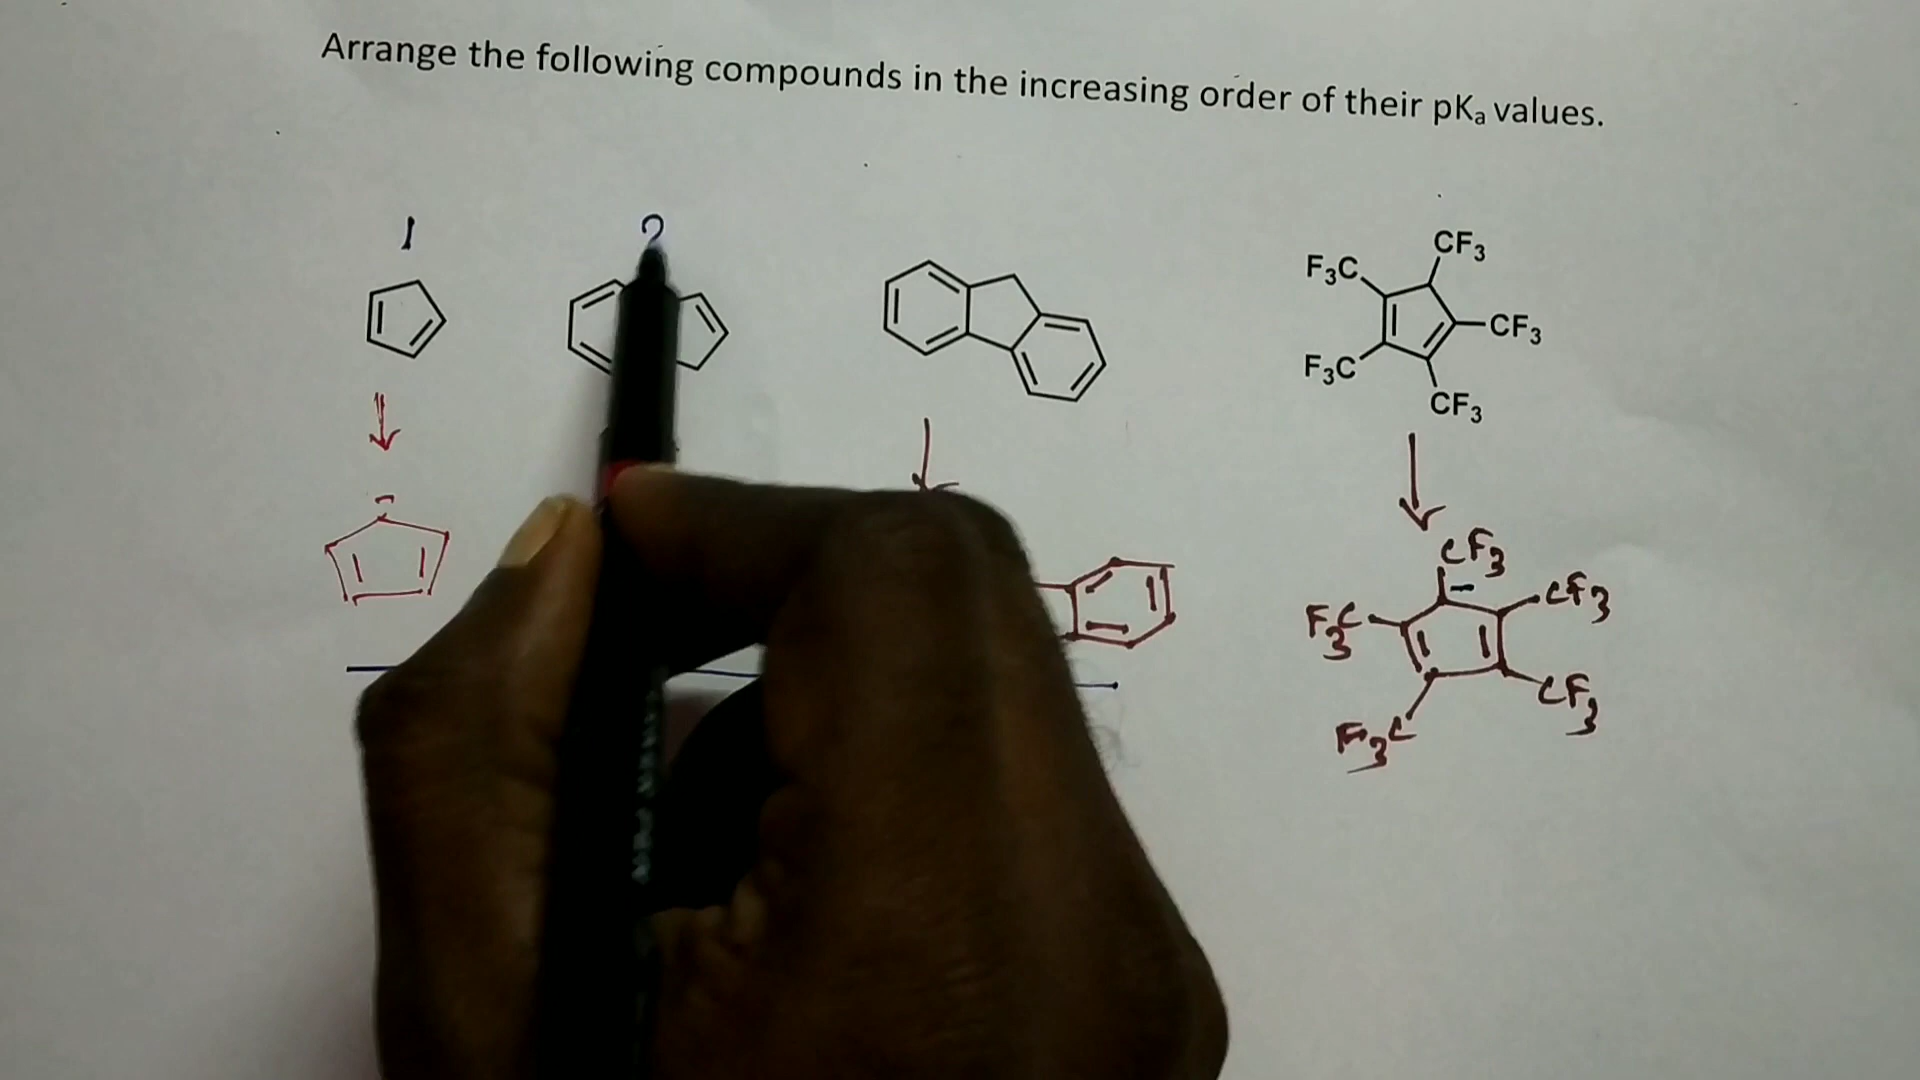 Arrange the following compounds in the increasing order of their pKa values.
1 2
CF3
F3C
CF3
F3C
CF3
CF3
CF3
F3C
CF3
F3C